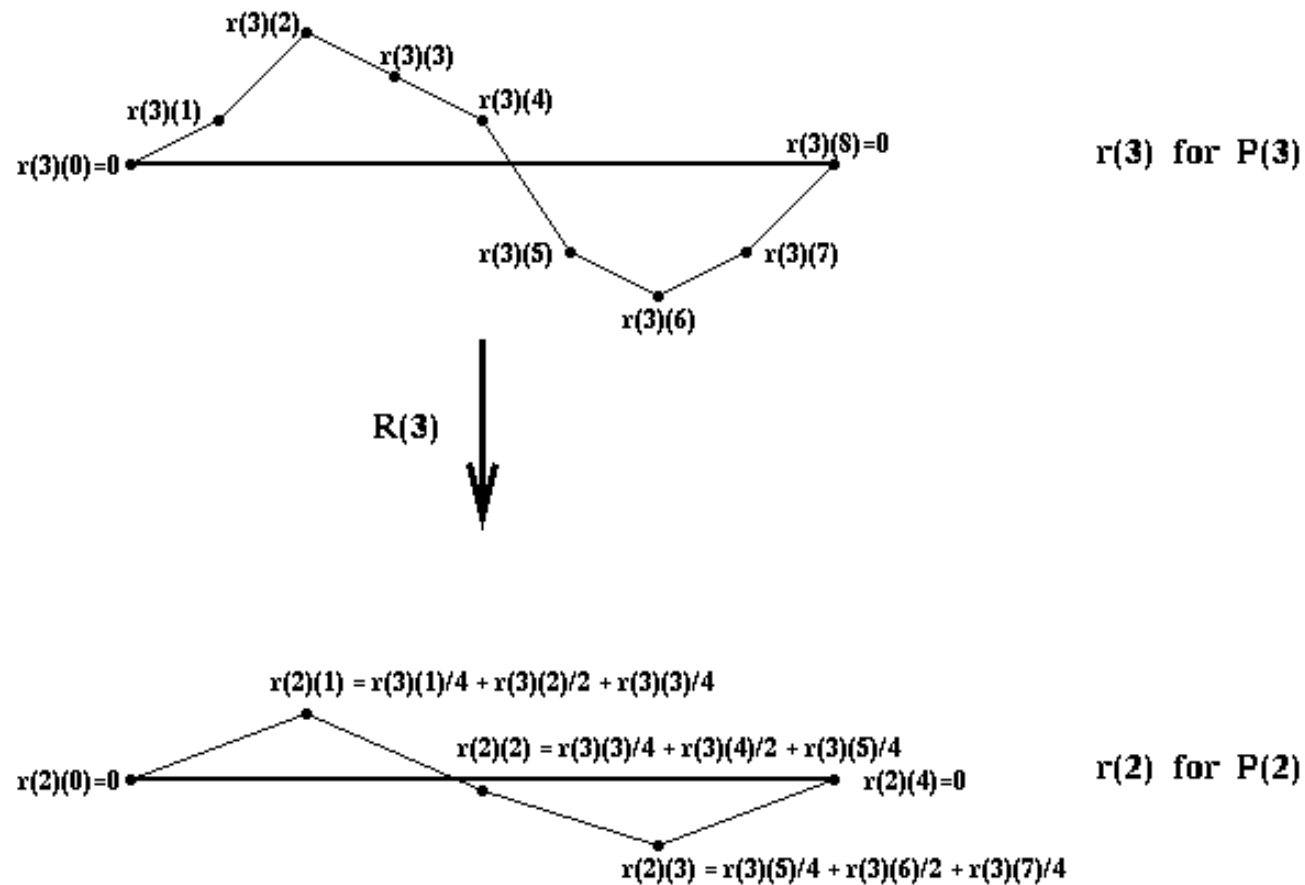 r(3)(2)
r(3)(3)
r(3)(1)
r(3)(4)
r(3)(0)=0
r(3)(8)=0
r(3) for P(3)
r(3)(5)
r(3)(7)
r(3)(6)
R(3)
r(2)(1) = r(3)(1)/4 + r(3)(2)/2 + r(3)(3)/4
r(2)(2) = r(3)(3)/4 + r(3)(4)/2 + r(3)(5)/4
r(2)(0)=0
r(2)(4)=0
r(2) for P(2)
r(2)(3) = r(3)(5)/4 + r(3)(6)/2 + r(3)(7)/4